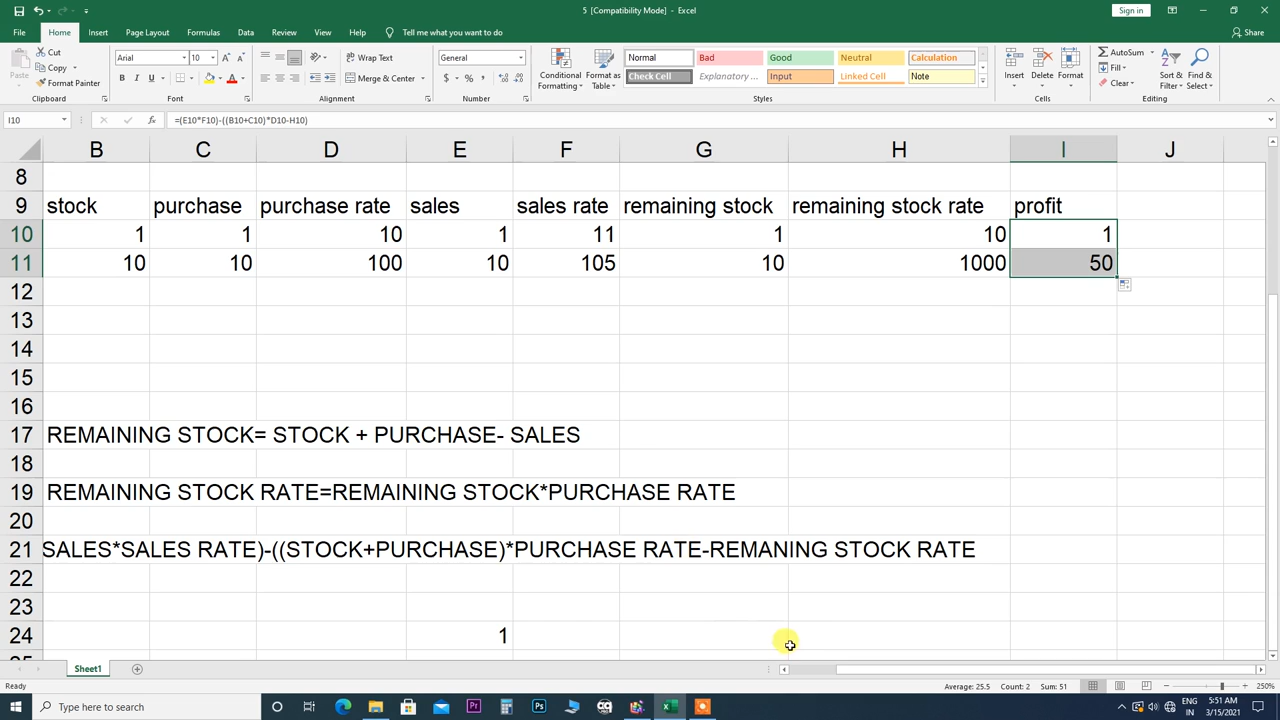 5 [Compatibility Mode] - Excel
Sign in
File Home Insert Page Layout Formulas Data Review View Help Tell me what you want to do
Share
Paste
Cut
Copy
Format Painter
Clipboard
Arial 10
B I U
Font
Wrap Text
Merge & Center
Alignment
General
$ % ,
Number
Conditional Formatting
Format as Table
Normal Bad Good Neutral Calculation
Check Cell Explanatory ... Input Linked Cell Note
Styles
Insert Delete Format
Cells
AutoSum
Fill
Clear
Sort & Filter
Find & Select
Editing
I10
fx
=(E10*F10)-((B10+C10)*D10-H10)
B C D E F G H I J
8
9 stock purchase purchase rate sales sales rate remaining stock remaining stock rate profit
10 1 1 10 1 11 1 10 1
11 10 10 100 10 105 10 1000 50
12
13
14
15
16
17 REMAINING STOCK= STOCK + PURCHASE- SALES
18
19 REMAINING STOCK RATE=REMAINING STOCK*PURCHASE RATE
20
21 SALES*SALES RATE)-((STOCK+PURCHASE)*PURCHASE RATE-REMANING STOCK RATE
22
23
24 1
Sheet1
Ready
Average: 25.5 Count: 2 Sum: 51
250%
Type here to search
ENG
IN
5:51 AM
3/15/2021